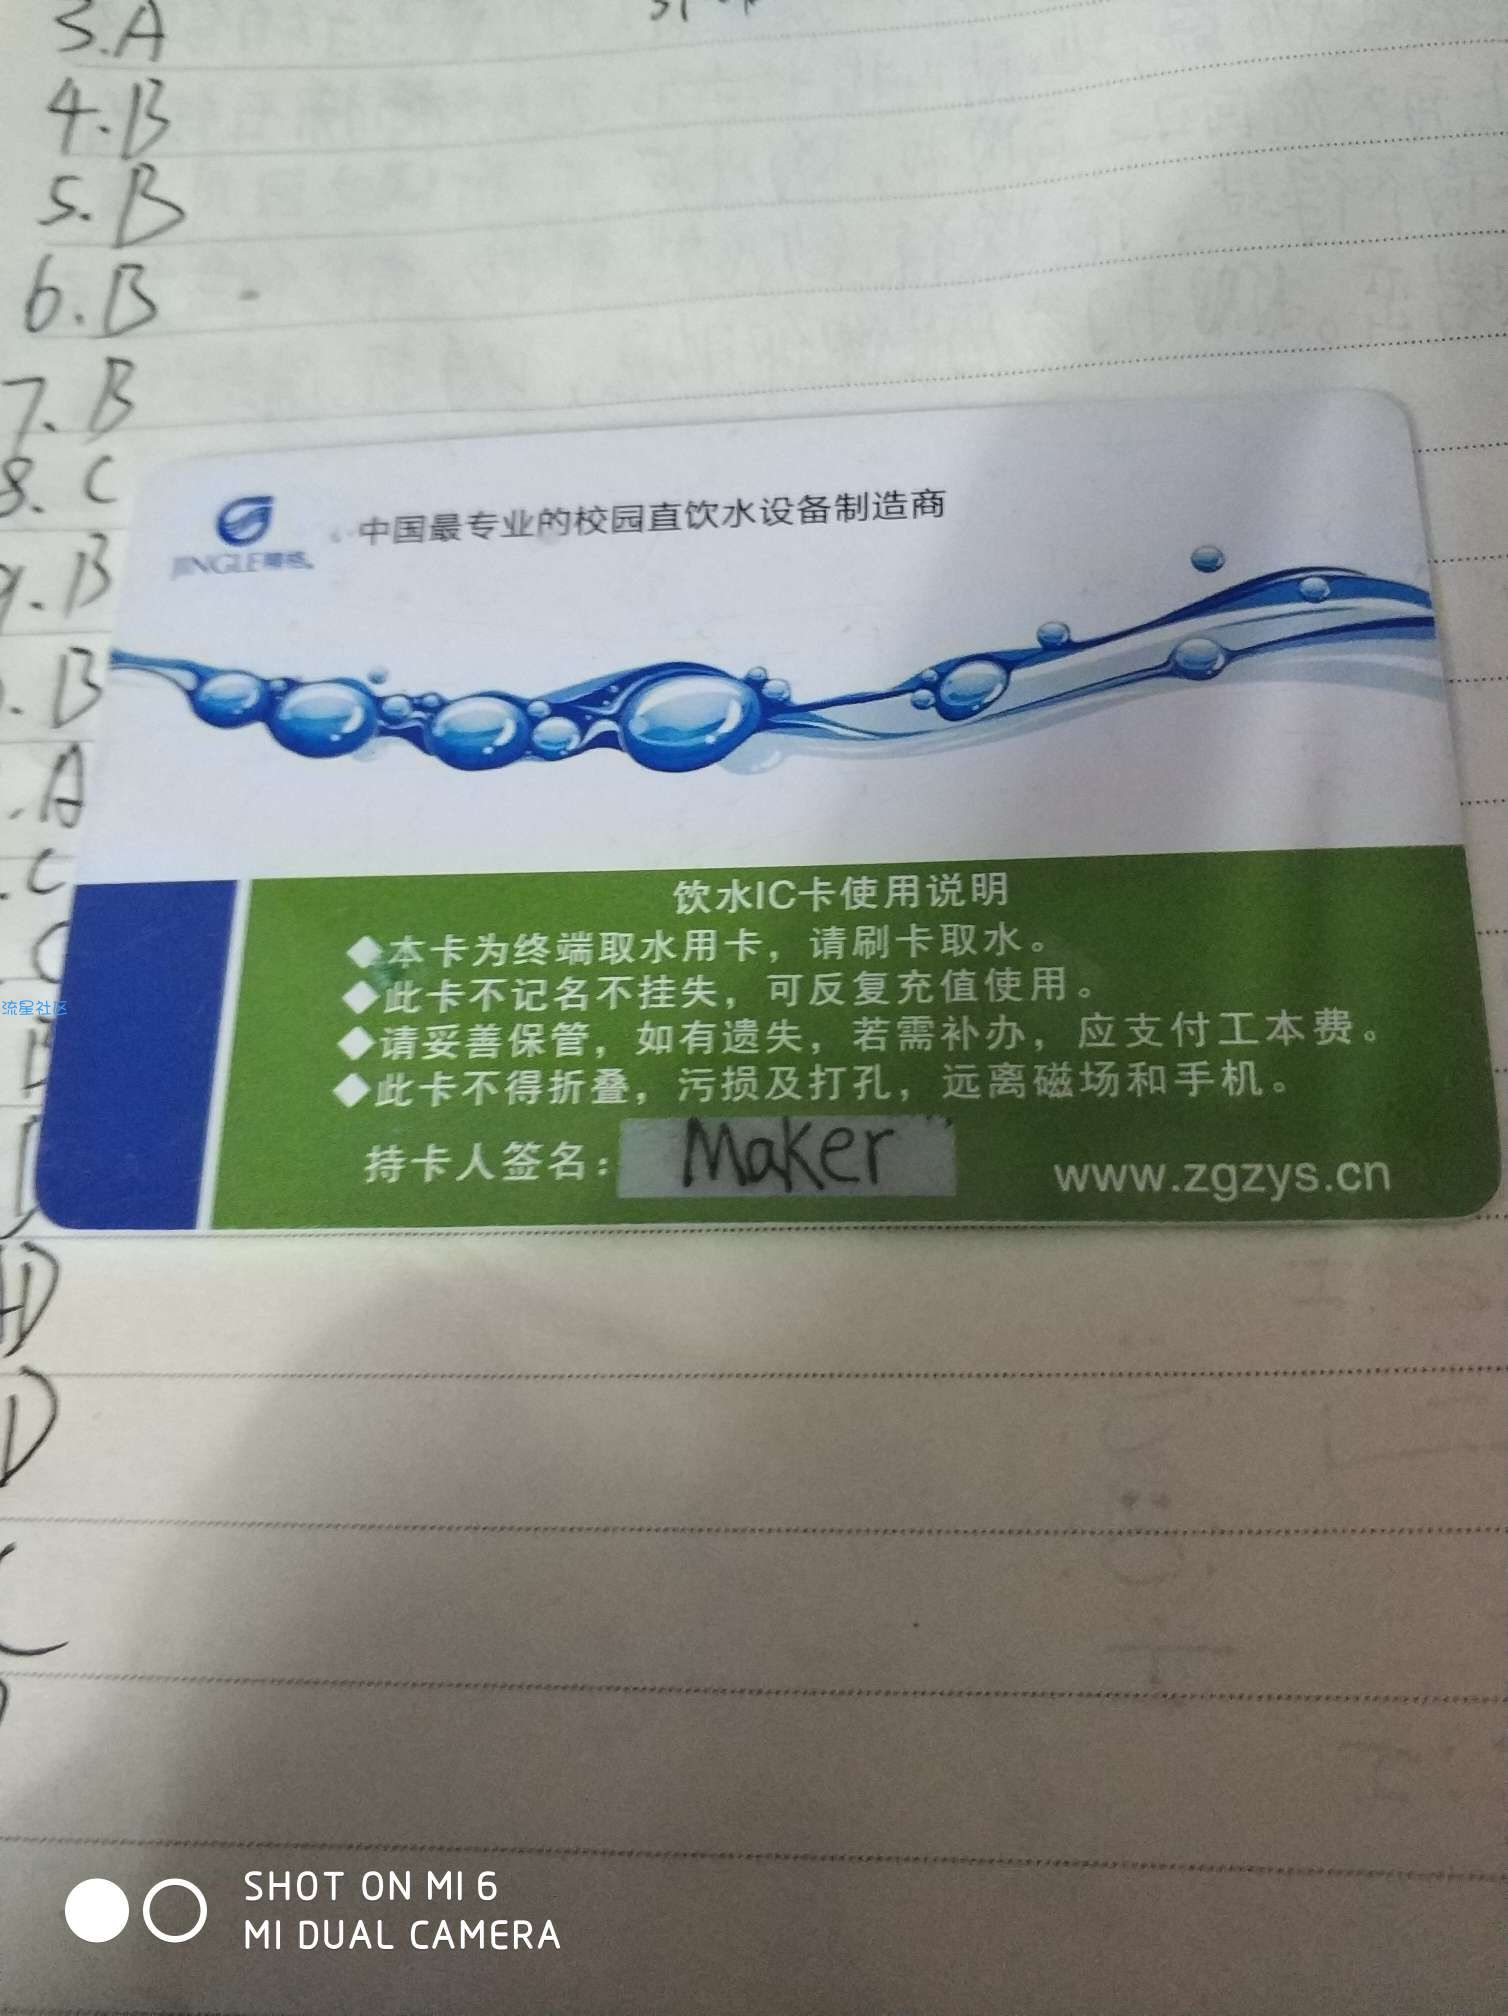 3.A
4.B
5.B
6.B
7.B
8.C
9.B
.B
.A
.C
JINGLE
中国最专业的校园直饮水设备制造商
饮水IC卡使用说明
◆本卡为终端取水用卡，请刷卡取水。
◆此卡不记名不挂失，可反复充值使用。
◆请妥善保管，如有遗失，若需补办，应支付工本费。
◆此卡不得折叠，污损及打孔，远离磁场和手机。
持卡人签名：Maker
www.zgzys.cn
流星社区
D
D
SHOT ON MI 6
MI DUAL CAMERA